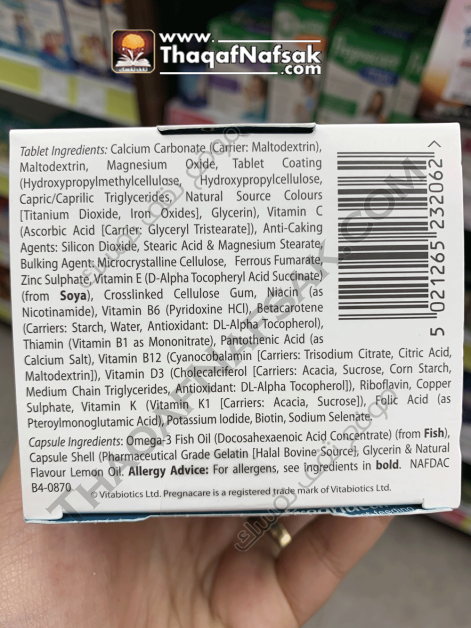 www.
ThaqafNafsak
.com
Tablet Ingredients: Calcium Carbonate (Carrier: Maltodextrin),
Maltodextrin, Magnesium Oxide, Tablet Coating
(Hydroxypropylmethylcellulose, (Hydroxypropylcellulose,
Capric/Caprilic Triglycerides, Natural Source Colours
[Titanium Dioxide, Iron Oxides], Glycerin), Vitamin C
(Ascorbic Acid [Carrier: Glyceryl Tristearate]), Anti-Caking
Agents: Silicon Dioxide, Stearic Acid & Magnesium Stearate,
Bulking Agent: Microcrystalline Cellulose, Ferrous Fumarate,
Zinc Sulphate, Vitamin E (D-Alpha Tocopheryl Acid Succinate)
(from Soya), Crosslinked Cellulose Gum, Niacin (as
Nicotinamide), Vitamin B6 (Pyridoxine HCl), Betacarotene
(Carriers: Starch, Water, Antioxidant: DL-Alpha Tocopherol),
Thiamin (Vitamin B1 as Mononitrate), Pantothenic Acid (as
Calcium Salt), Vitamin B12 (Cyanocobalamin [Carriers: Trisodium Citrate, Citric Acid,
Maltodextrin]), Vitamin D3 (Cholecalciferol [Carriers: Acacia, Sucrose, Corn Starch,
Medium Chain Triglycerides, Antioxidant: DL-Alpha Tocopherol]), Riboflavin, Copper
Sulphate, Vitamin K (Vitamin K1 [Carriers: Acacia, Sucrose]), Folic Acid (as
Pteroylmonoglutamic Acid), Potassium Iodide, Biotin, Sodium Selenate.
Capsule Ingredients: Omega-3 Fish Oil (Docosahexaenoic Acid Concentrate) (from Fish),
Capsule Shell (Pharmaceutical Grade Gelatin [Halal Bovine Source], Glycerin & Natural
Flavour Lemon Oil. Allergy Advice: For allergens, see ingredients in bold. NAFDAC
B4-0870
© Vitabiotics Ltd. Pregnacare is a registered trade mark of Vitabiotics Ltd.
5 021265 232062 >
THAQAFNAFSAK.COM